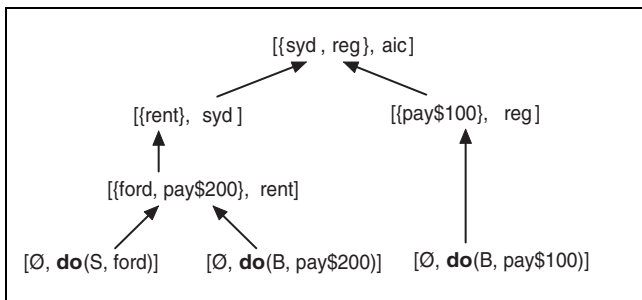 [{syd , reg}, aic]
[{rent}, syd ]
[{pay$100}, reg]
[{ford, pay$200}, rent]
[Ø, do(S, ford)]
[Ø, do(B, pay$200)]
[Ø, do(B, pay$100)]